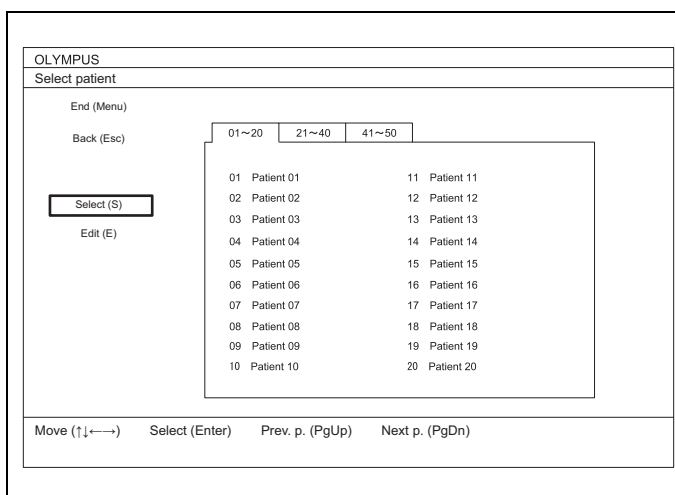 OLYMPUS
Select patient
End (Menu)
Back (Esc)
Select (S)
Edit (E)
01～20 21～40 41～50
01 Patient 01 11 Patient 11
02 Patient 02 12 Patient 12
03 Patient 03 13 Patient 13
04 Patient 04 14 Patient 14
05 Patient 05 15 Patient 15
06 Patient 06 16 Patient 16
07 Patient 07 17 Patient 17
08 Patient 08 18 Patient 18
09 Patient 09 19 Patient 19
10 Patient 10 20 Patient 20
Move (↑↓←→) Select (Enter) Prev. p. (PgUp) Next p. (PgDn)